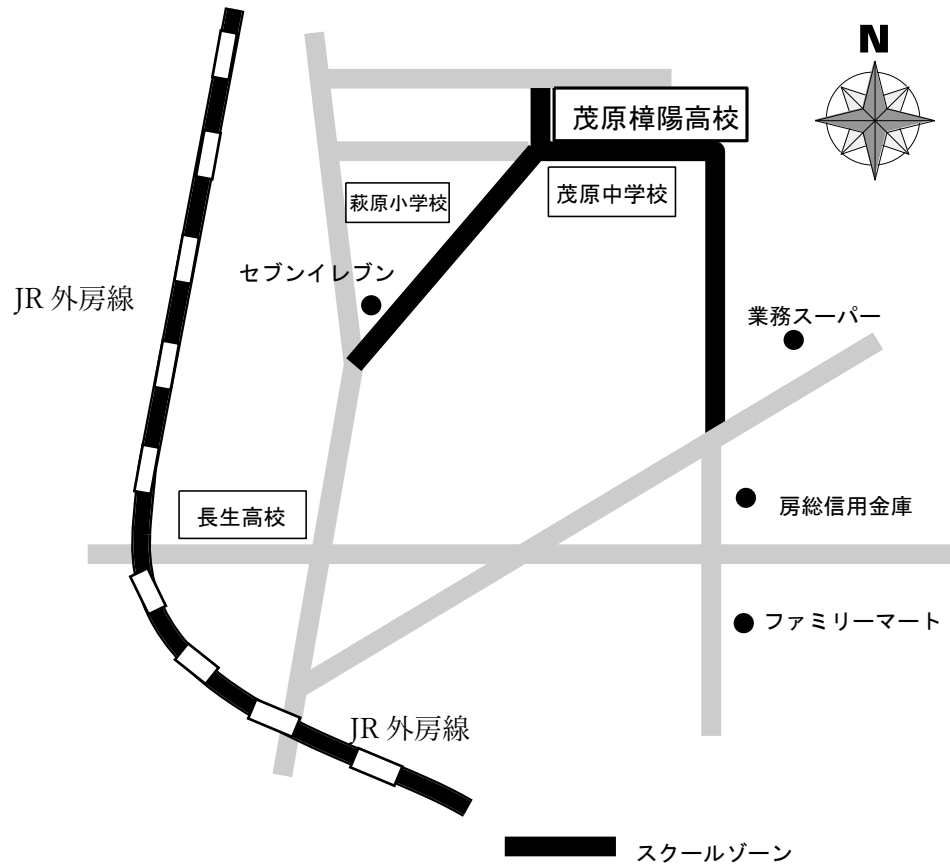 N
茂原樟陽高校
茂原中学校
萩原小学校
セブンイレブン
JR 外房線
業務スーパー
長生高校
房総信用金庫
ファミリーマート
JR 外房線
スクールゾーン